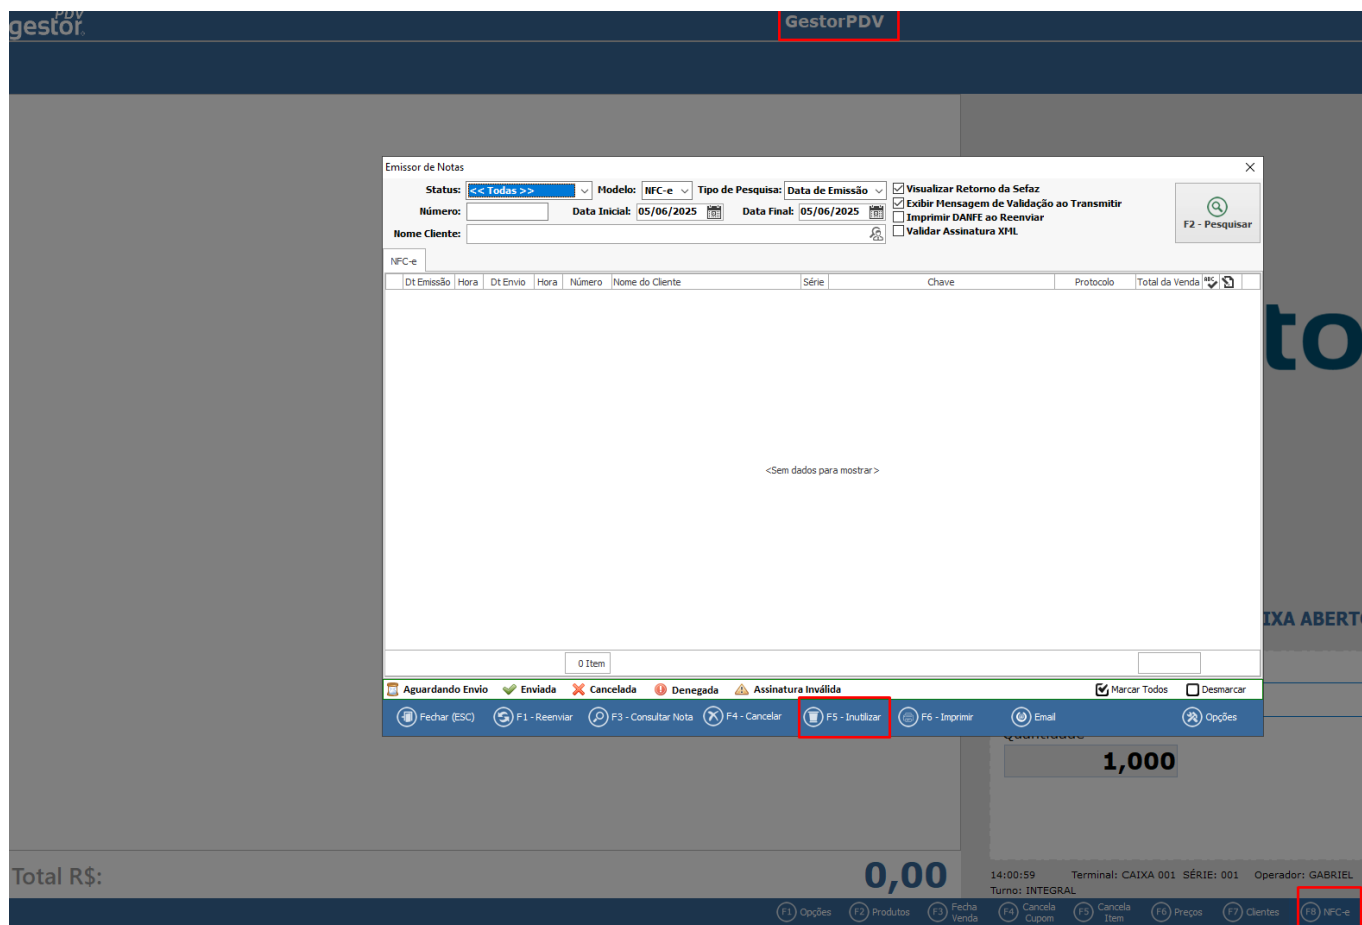 gestor PDV
GestorPDV
Emissor de Notas
Status: << Todas >> Modelo: NFC-e Tipo de Pesquisa: Data de Emissão Visualizar Retorno da Sefaz
Exibir Mensagem de Validação ao Transmitir
Número: Data Inicial: 05/06/2025 Data Final: 05/06/2025 Imprimir DANFE ao Reenviar
F2 - Pesquisar
Nome Cliente: Validar Assinatura XML
NFC-e
Dt Emissão Hora Dt Envio Hora Número Nome do Cliente Série Chave Protocolo Total da Venda ABC
to
<Sem dados para mostrar>
IXA ABERTO
0 Item
Aguardando Envio Enviada Cancelada Denegada Assinatura Inválida Marcar Todos Desmarcar
Fechar (ESC) F1 - Reenviar F3 - Consultar Nota F4 - Cancelar F5 - Inutilizar F6 - Imprimir Email Opções
Quantidade
1,000
Total R$: 0,00
14:00:59 Terminal: CAIXA 001 SÉRIE: 001 Operador: GABRIEL
Turno: INTEGRAL
F1 Opções F2 Produtos F3 Fecha Venda F4 Cancela Cupom F5 Cancela Item F6 Preços F7 Clientes F8 NFC-e